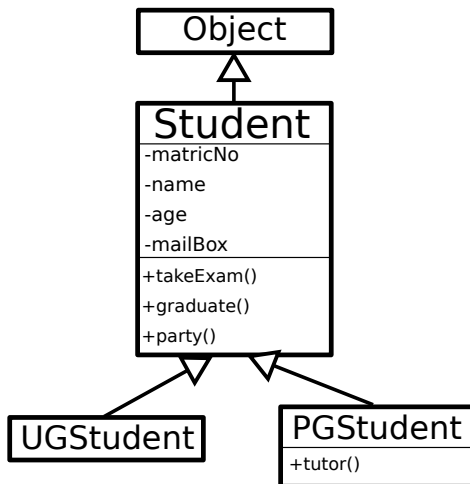 Object
Student
-matricNo
-name
-age
-mailBox
+takeExam()
+graduate()
+party()
UGStudent
PGStudent
+tutor()